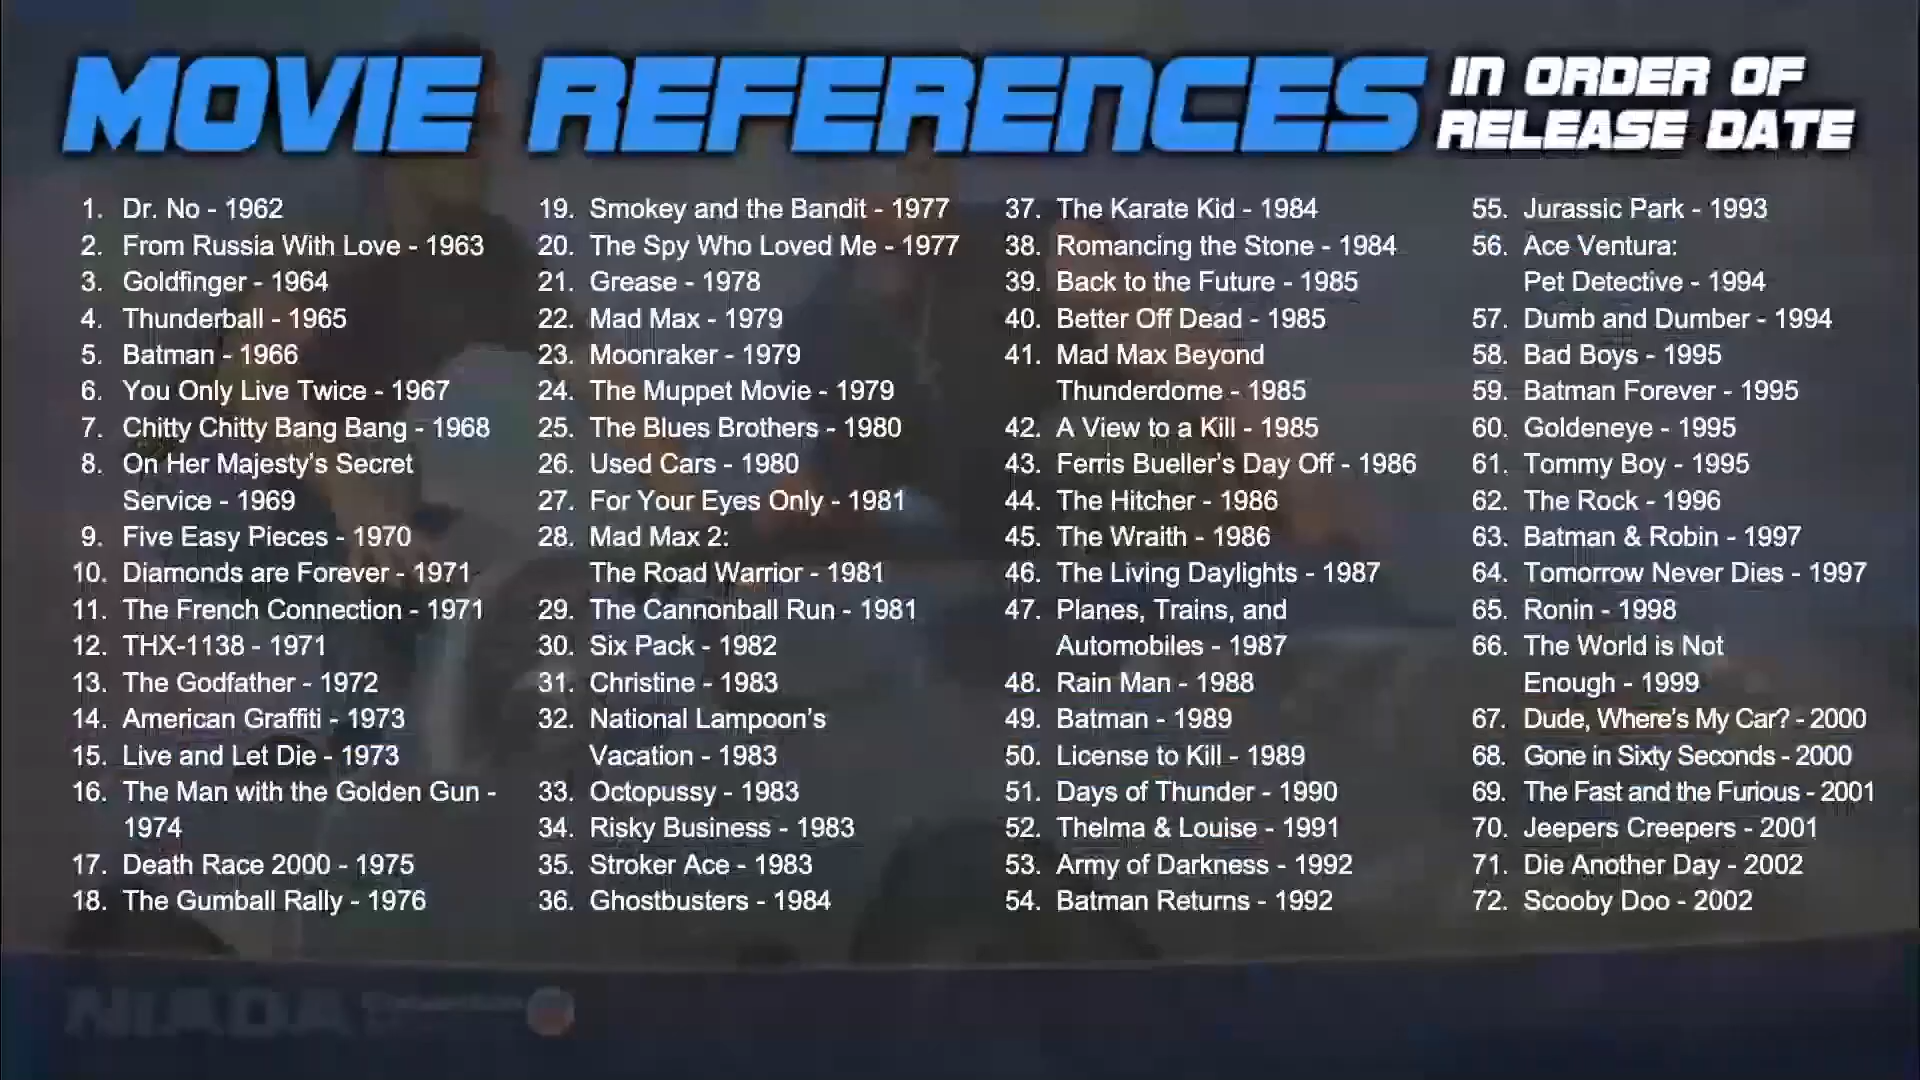 MOVIE REFERENCES IN ORDER OF
RELEASE DATE
1. Dr. No - 1962
2. From Russia With Love - 1963
3. Goldfinger - 1964
4. Thunderball - 1965
5. Batman - 1966
6. You Only Live Twice - 1967
7. Chitty Chitty Bang Bang - 1968
8. On Her Majesty's Secret
Service - 1969
9. Five Easy Pieces - 1970
10. Diamonds are Forever - 1971
11. The French Connection - 1971
12. THX-1138 - 1971
13. The Godfather - 1972
14. American Graffiti - 1973
15. Live and Let Die - 1973
16. The Man with the Golden Gun -
1974
17. Death Race 2000 - 1975
18. The Gumball Rally - 1976
19. Smokey and the Bandit - 1977
20. The Spy Who Loved Me - 1977
21. Grease - 1978
22. Mad Max - 1979
23. Moonraker - 1979
24. The Muppet Movie - 1979
25. The Blues Brothers - 1980
26. Used Cars - 1980
27. For Your Eyes Only - 1981
28. Mad Max 2:
The Road Warrior - 1981
29. The Cannonball Run - 1981
30. Six Pack - 1982
31. Christine - 1983
32. National Lampoon's
Vacation - 1983
33. Octopussy - 1983
34. Risky Business - 1983
35. Stroker Ace - 1983
36. Ghostbusters - 1984
37. The Karate Kid - 1984
38. Romancing the Stone - 1984
39. Back to the Future - 1985
40. Better Off Dead - 1985
41. Mad Max Beyond
Thunderdome - 1985
42. A View to a Kill - 1985
43. Ferris Bueller's Day Off - 1986
44. The Hitcher - 1986
45. The Wraith - 1986
46. The Living Daylights - 1987
47. Planes, Trains, and
Automobiles - 1987
48. Rain Man - 1988
49. Batman - 1989
50. License to Kill - 1989
51. Days of Thunder - 1990
52. Thelma & Louise - 1991
53. Army of Darkness - 1992
54. Batman Returns - 1992
55. Jurassic Park - 1993
56. Ace Ventura:
Pet Detective - 1994
57. Dumb and Dumber - 1994
58. Bad Boys - 1995
59. Batman Forever - 1995
60. Goldeneye - 1995
61. Tommy Boy - 1995
62. The Rock - 1996
63. Batman & Robin - 1997
64. Tomorrow Never Dies - 1997
65. Ronin - 1998
66. The World is Not
Enough - 1999
67. Dude, Where's My Car? - 2000
68. Gone in Sixty Seconds - 2000
69. The Fast and the Furious - 2001
70. Jeepers Creepers - 2001
71. Die Another Day - 2002
72. Scooby Doo - 2002
NIADA